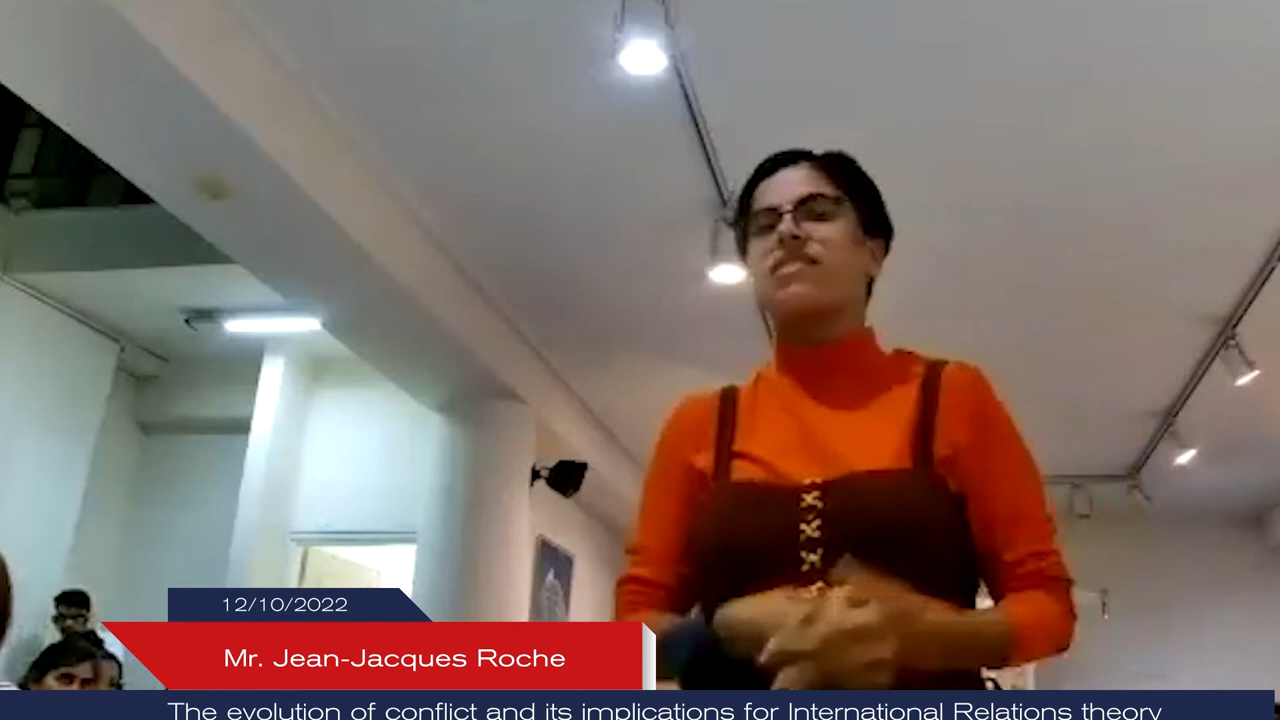 12/10/2022
Mr. Jean-Jacques Roche
The evolution of conflict and its implications for International Relations theory